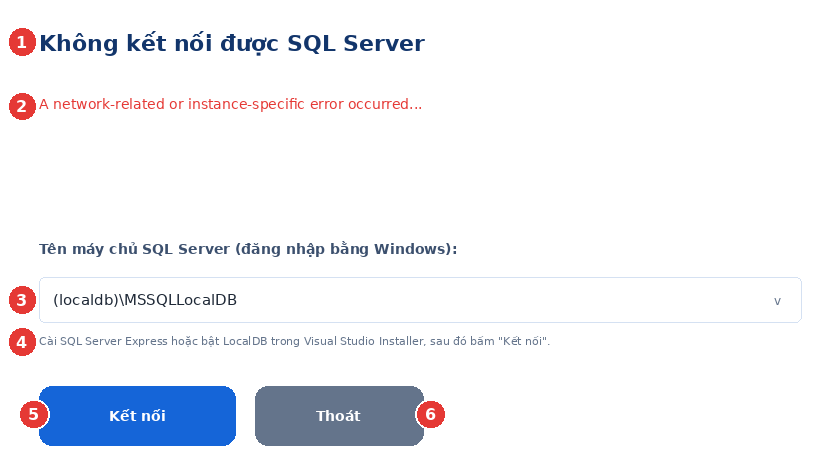 1 Không kết nối được SQL Server
2 A network-related or instance-specific error occurred...
Tên máy chủ SQL Server (đăng nhập bằng Windows):
3 (localdb)\MSSQLLocalDB v
4 Cài SQL Server Express hoặc bật LocalDB trong Visual Studio Installer, sau đó bấm "Kết nối".
5 Kết nối Thoát 6